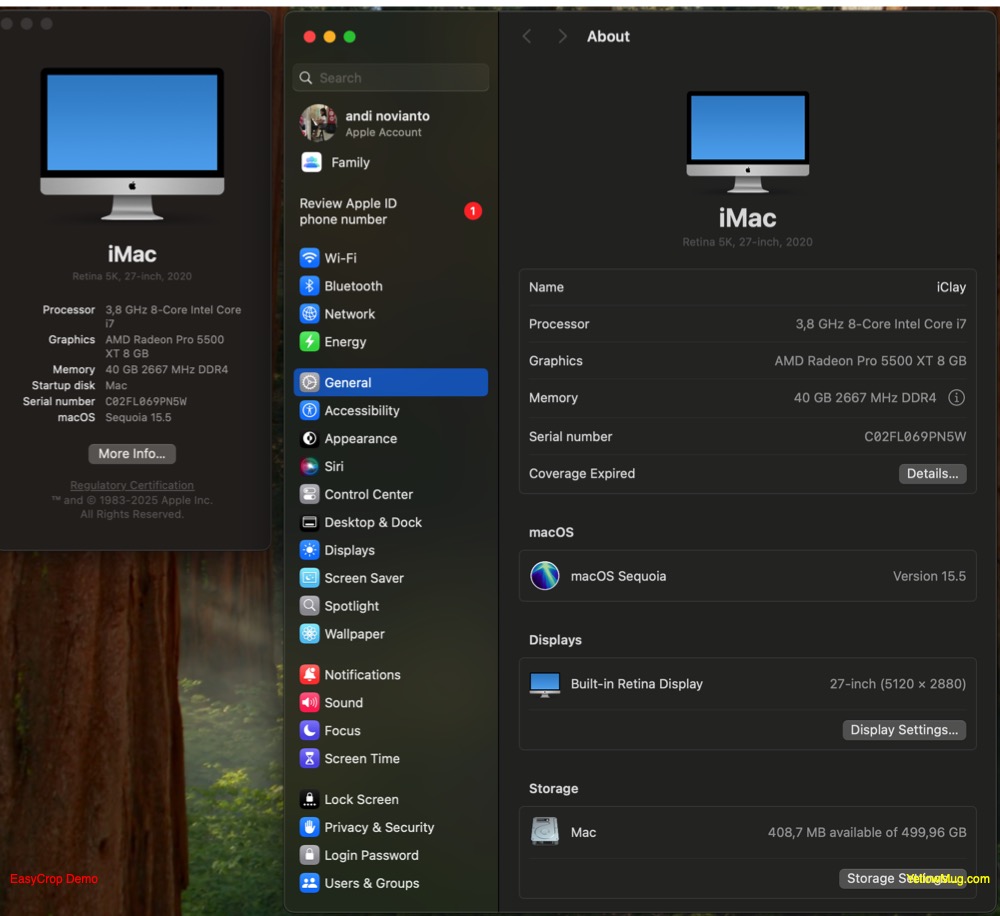 iMac
Retina 5K, 27-inch, 2020
Processor 3,8 GHz 8-Core Intel Core
i7
Graphics AMD Radeon Pro 5500
XT 8 GB
Memory 40 GB 2667 MHz DDR4
Startup disk Mac
Serial number C02FL069PN5W
macOS Sequoia 15.5
More Info...
Regulatory Certification
™ and © 1983-2025 Apple Inc.
All Rights Reserved.
Search
andi novianto
Apple Account
Family
Review Apple ID
phone number
1
Wi-Fi
Bluetooth
Network
Energy
General
Accessibility
Appearance
Siri
Control Center
Desktop & Dock
Displays
Screen Saver
Spotlight
Wallpaper
Notifications
Sound
Focus
Screen Time
Lock Screen
Privacy & Security
Login Password
Users & Groups
About
iMac
Retina 5K, 27-inch, 2020
Name iClay
Processor 3,8 GHz 8-Core Intel Core i7
Graphics AMD Radeon Pro 5500 XT 8 GB
Memory 40 GB 2667 MHz DDR4
Serial number C02FL069PN5W
Coverage Expired Details...
macOS
macOS Sequoia Version 15.5
Displays
Built-in Retina Display 27-inch (5120 × 2880)
Display Settings...
Storage
Mac 408,7 MB available of 499,96 GB
Storage
EasyCrop Demo
YellowMug.com